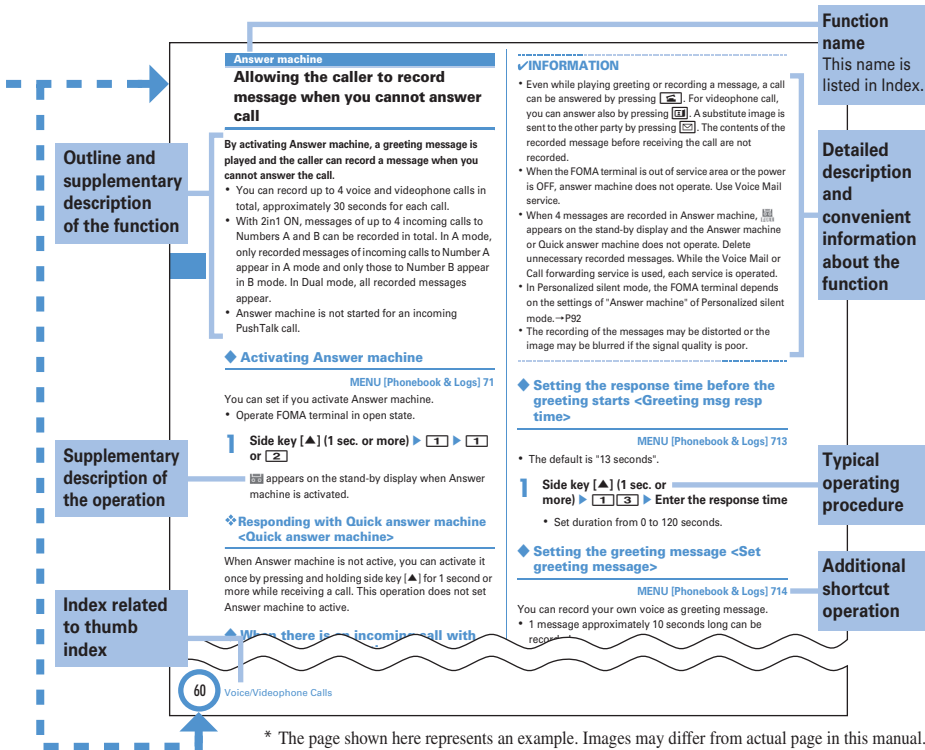 Function
name
This name is
listed in Index.
Answer machine
Allowing the caller to record
message when you cannot answer
call
By activating Answer machine, a greeting message is
played and the caller can record a message when you
cannot answer the call.
• You can record up to 4 voice and videophone calls in
total, approximately 30 seconds for each call.
• With 2in1 ON, messages of up to 4 incoming calls to
Numbers A and B can be recorded in total. In A mode,
only recorded messages of incoming calls to Number A
appear in A mode and only those to Number B appear
in B mode. In Dual mode, all recorded messages
appear.
• Answer machine is not started for an incoming
PushTalk call.
Outline and
supplementary
description
of the function
◆ Activating Answer machine
MENU [Phonebook & Logs] 71
You can set if you activate Answer machine.
• Operate FOMA terminal in open state.
1 Side key [▲] (1 sec. or more) ▶ 1 ▶ 1
or 2
appears on the stand-by display when Answer
machine is activated.
Supplementary
description of
the operation
❖Responding with Quick answer machine
<Quick answer machine>
When Answer machine is not active, you can activate it
once by pressing and holding side key [▲] for 1 second or
more while receiving a call. This operation does not set
Answer machine to active.
◆When there is an incoming call with
Index related
to thumb
index
60
Voice/Videophone Calls
✔INFORMATION
• Even while playing greeting or recording a message, a call
can be answered by pressing . For videophone call,
you can answer also by pressing . A substitute image is
sent to the other party by pressing . The contents of the
recorded message before receiving the call are not
recorded.
• When the FOMA terminal is out of service area or the power
is OFF, answer machine does not operate. Use Voice Mail
service.
• When 4 messages are recorded in Answer machine,
appears on the stand-by display and the Answer machine
or Quick answer machine does not operate. Delete
unnecessary recorded messages. While the Voice Mail or
Call forwarding service is used, each service is operated.
• In Personalized silent mode, the FOMA terminal depends
on the settings of "Answer machine" of Personalized silent
mode.→P92
• The recording of the messages may be distorted or the
image may be blurred if the signal quality is poor.
Detailed
description
and
convenient
information
about the
function
◆ Setting the response time before the
greeting starts <Greeting msg resp
time>
MENU [Phonebook & Logs] 713
• The default is "13 seconds".
1 Side key [▲] (1 sec. or
more) ▶ 1 3 ▶ Enter the response time
• Set duration from 0 to 120 seconds.
Typical
operating
procedure
◆ Setting the greeting message <Set
greeting message>
MENU [Phonebook & Logs] 714
You can record your own voice as greeting message.
• 1 message approximately 10 seconds long can be
Additional
shortcut
operation
* The page shown here represents an example. Images may differ from actual page in this manual.